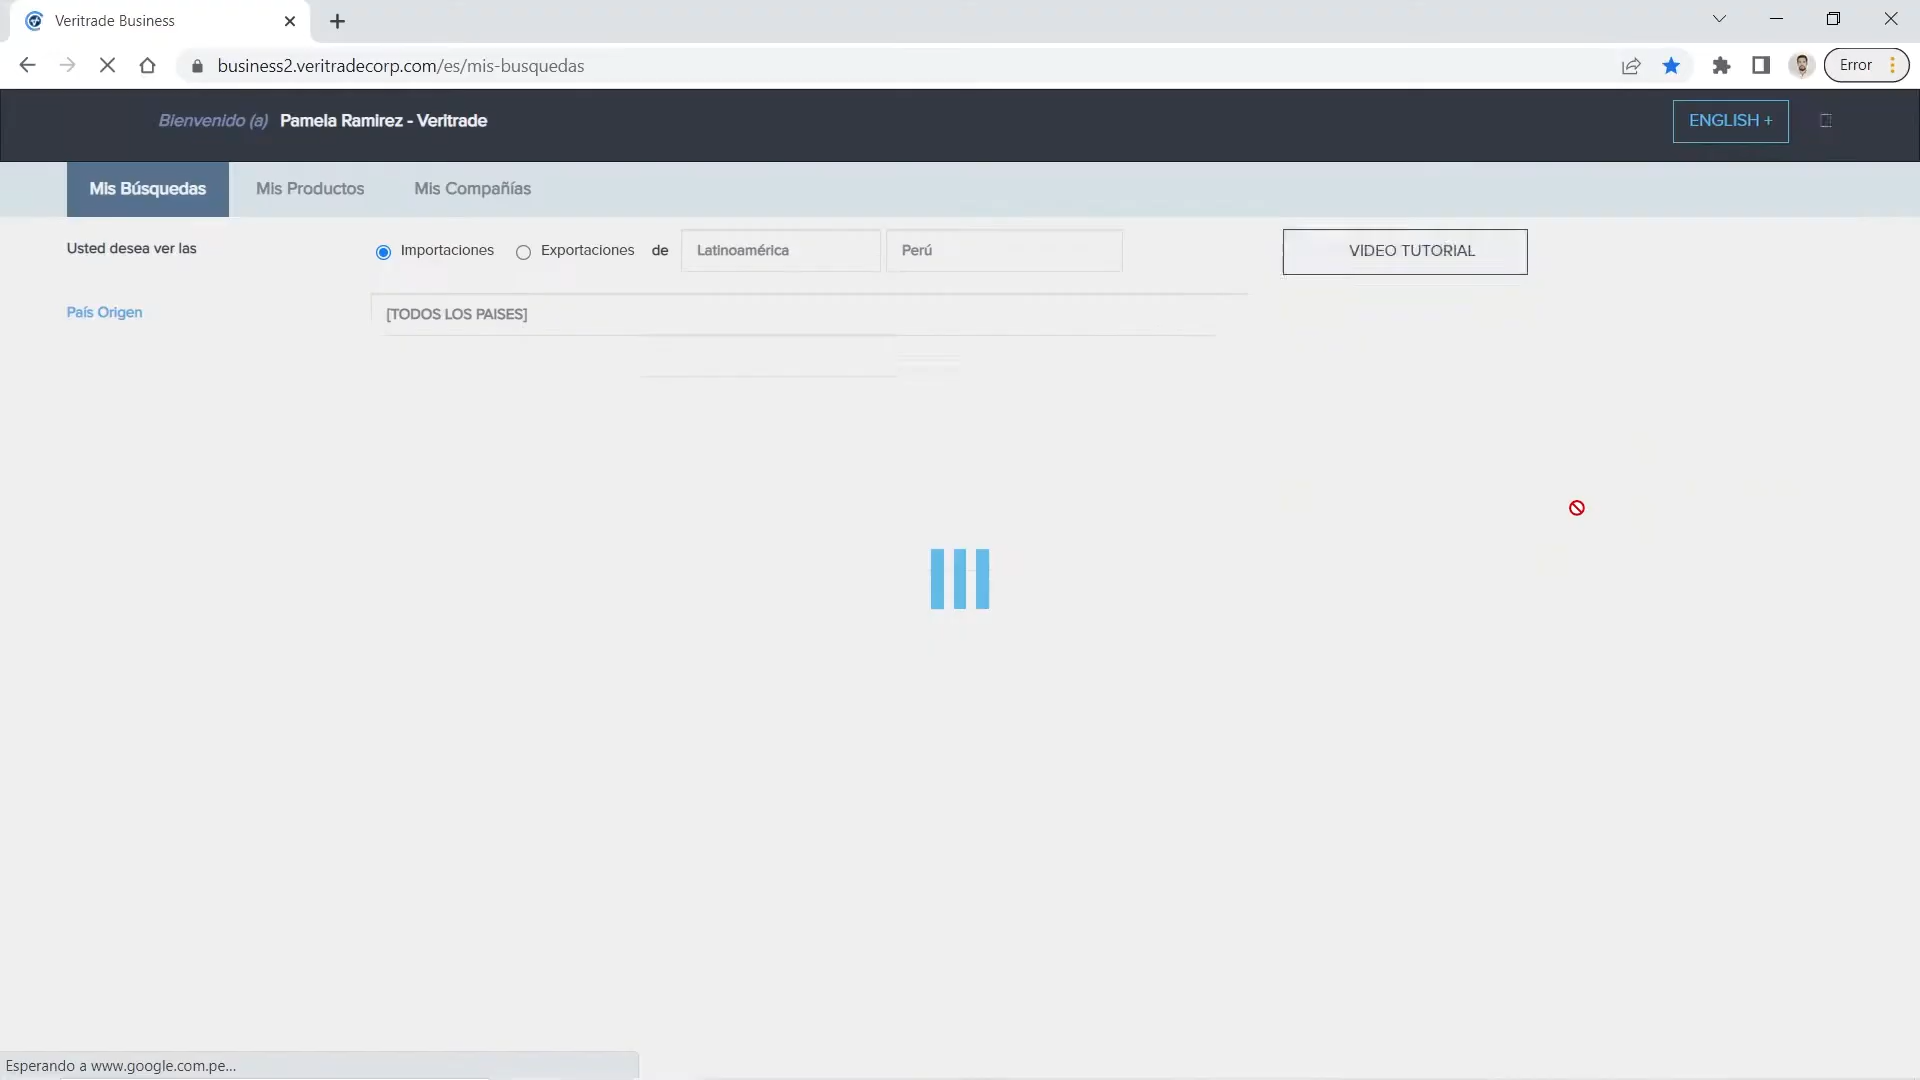 Veritrade Business
business2.veritradecorp.com/es/mis-busquedas
Error
Bienvenido (a) Pamela Ramirez - Veritrade
ENGLISH +
Mis Búsquedas
Mis Productos
Mis Compañías
Usted desea ver las
Importaciones
Exportaciones
de
Latinoamérica
Perú
VIDEO TUTORIAL
País Origen
[TODOS LOS PAISES]
Esperando a www.google.com.pe...